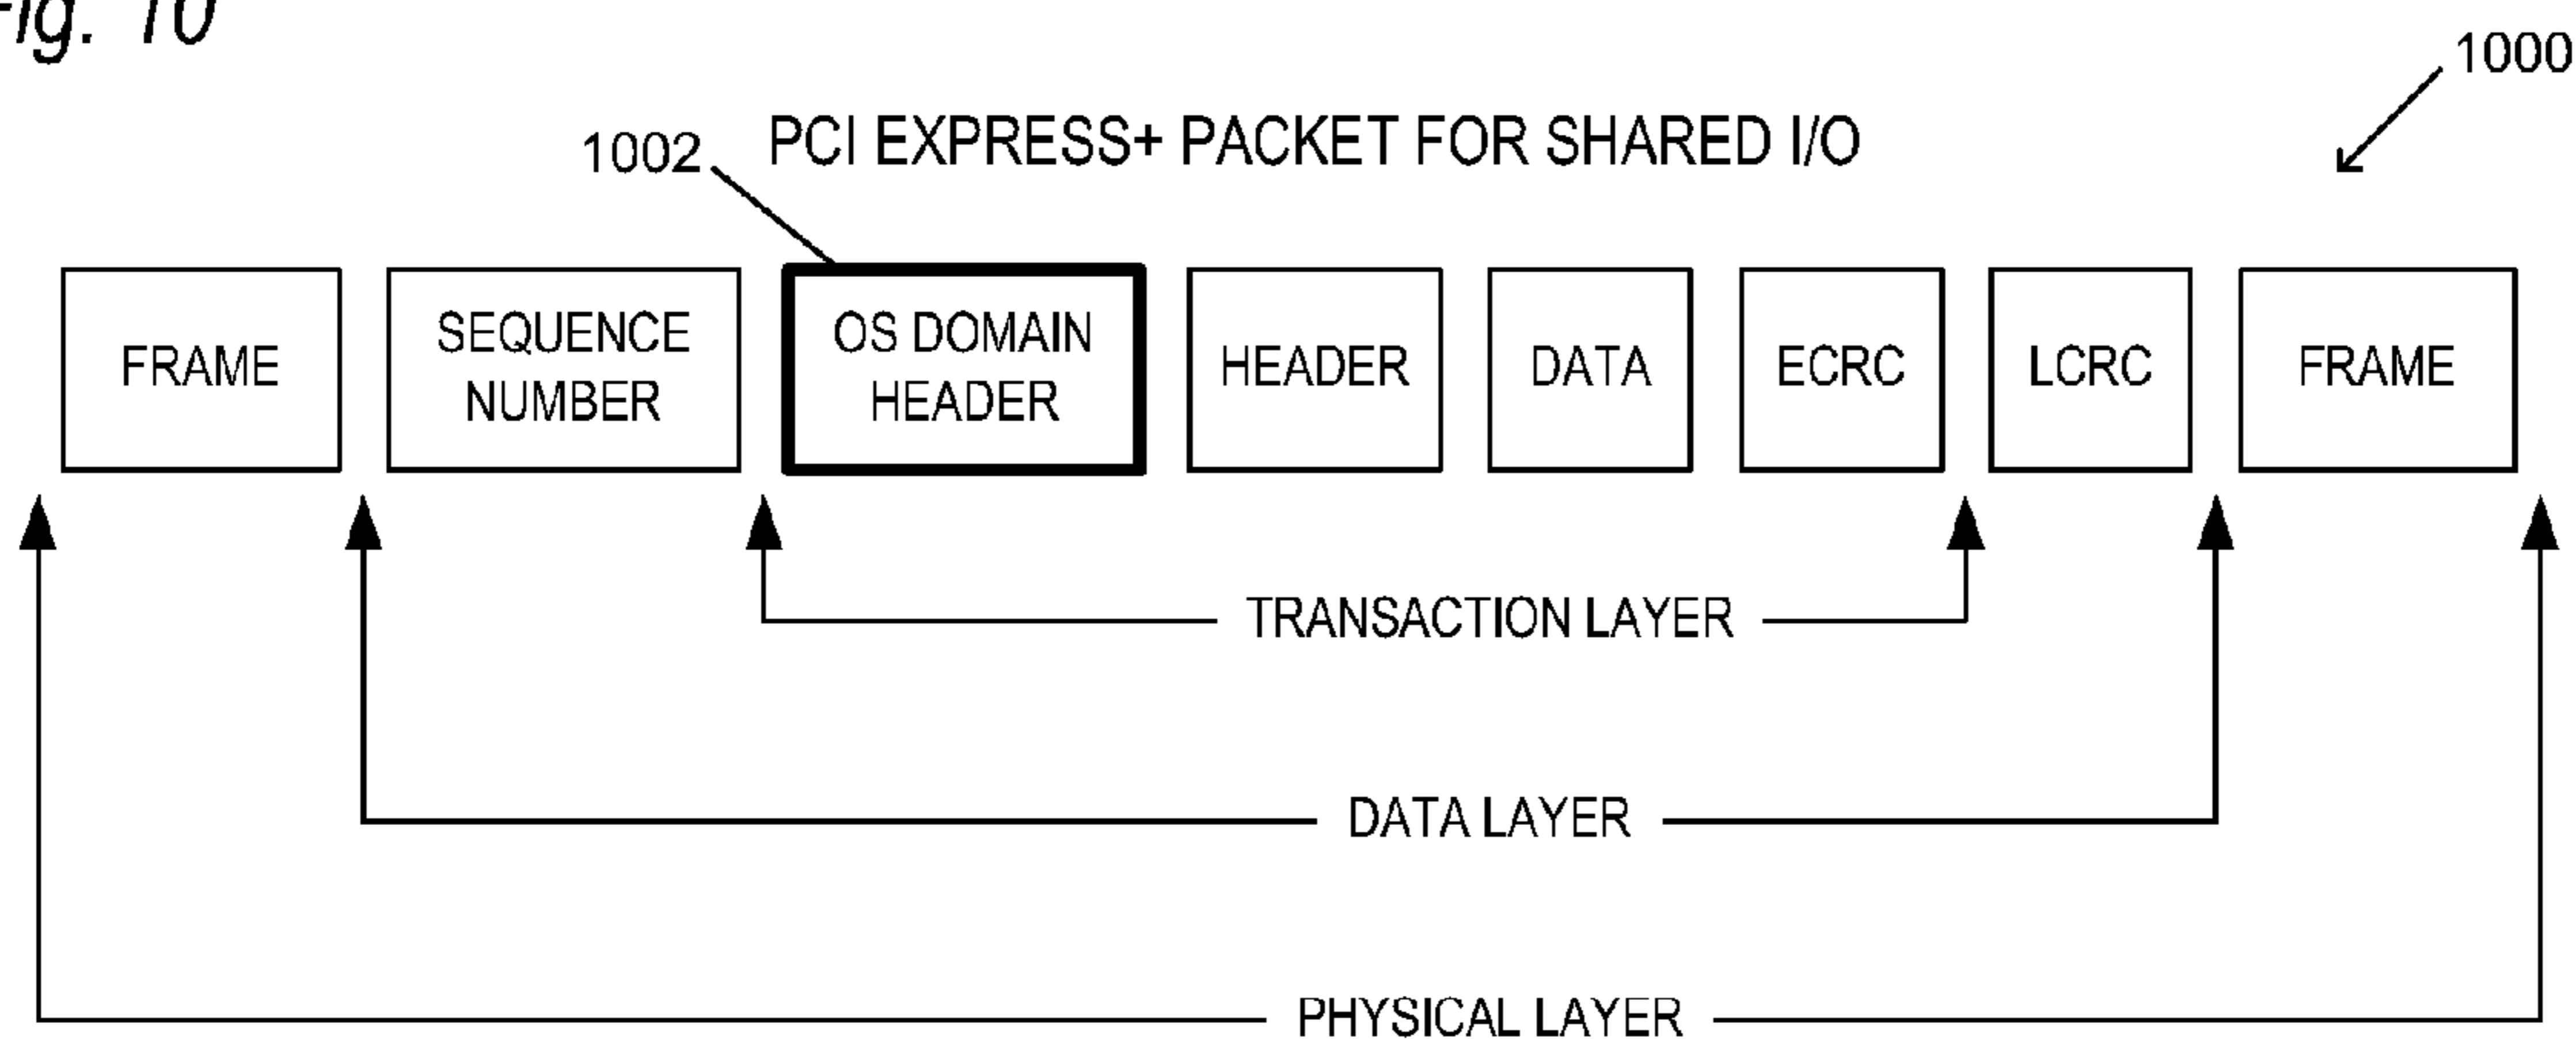 Fig. 10
1000
1002
PCI EXPRESS+ PACKET FOR SHARED I/O
FRAME
SEQUENCE
NUMBER
OS DOMAIN
HEADER
HEADER
DATA
ECRC
LCRC
FRAME
TRANSACTION LAYER
DATA LAYER
PHYSICAL LAYER